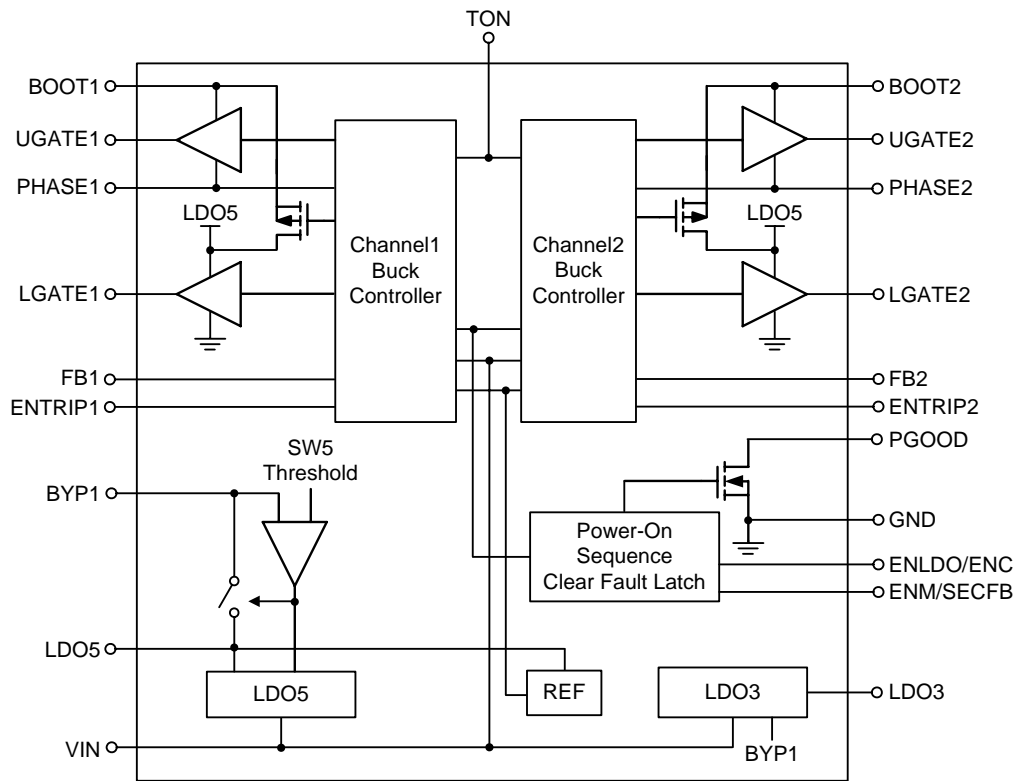 TON
BOOT1
BOOT2
UGATE1
UGATE2
PHASE1
PHASE2
LDO5
LDO5
Channel1
Buck
Controller
Channel2
Buck
Controller
LGATE1
LGATE2
FB1
FB2
ENTRIP1
ENTRIP2
PGOOD
SW5
Threshold
BYP1
GND
Power-On
Sequence
Clear Fault Latch
ENLDO/ENC
ENM/SECFB
LDO5
LDO5
REF
LDO3
LDO3
VIN
BYP1